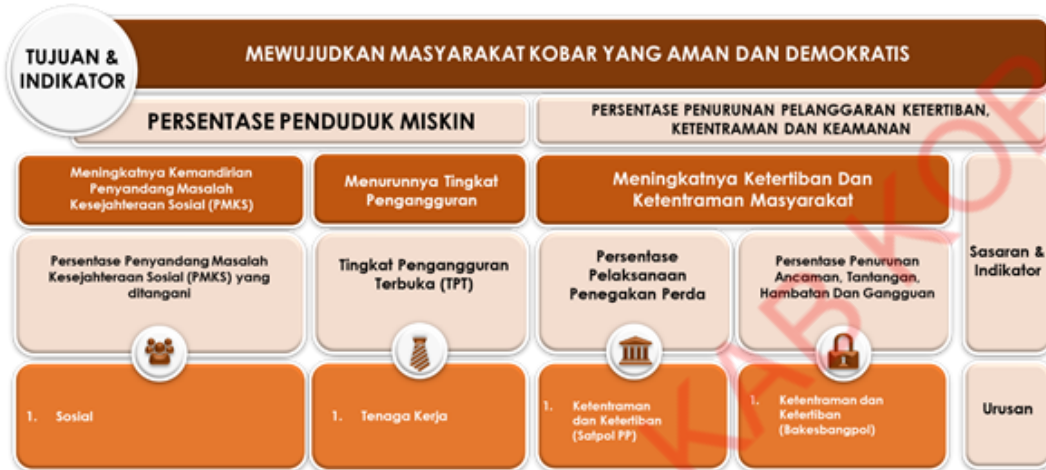 TUJUAN &
INDIKATOR
MEWUJUDKAN MASYARAKAT KOBAR YANG AMAN DAN DEMOKRATIS
PERSENTASE PENDUDUK MISKIN
PERSENTASE PENURUNAN PELANGGARAN KETERTIBAN,
KETENTRAMAN DAN KEAMANAN
Meningkatnya Kemandirian
Penyandang Masalah
Kesejahteraan Sosial (PMKS)
Menurunnya Tingkat
Pengangguran
Meningkatnya Ketertiban Dan
Ketentraman Masyarakat
Persentase Penyandang Masalah
Kesejahteraan Sosial (PMKS) yang
ditangani
Tingkat Pengangguran
Terbuka (TPT)
Persentase
Pelaksanaan
Penegakan Perda
Persentase Penurunan
Ancaman, Tantangan,
Hambatan Dan Gangguan
Sasaran &
Indikator
1. Sosial
1. Tenaga Kerja
1. Ketentraman
dan Ketertiban
(Satpol PP)
1. Ketentraman dan
Ketertiban
(Bakesbangpol)
Urusan
KAB KOB